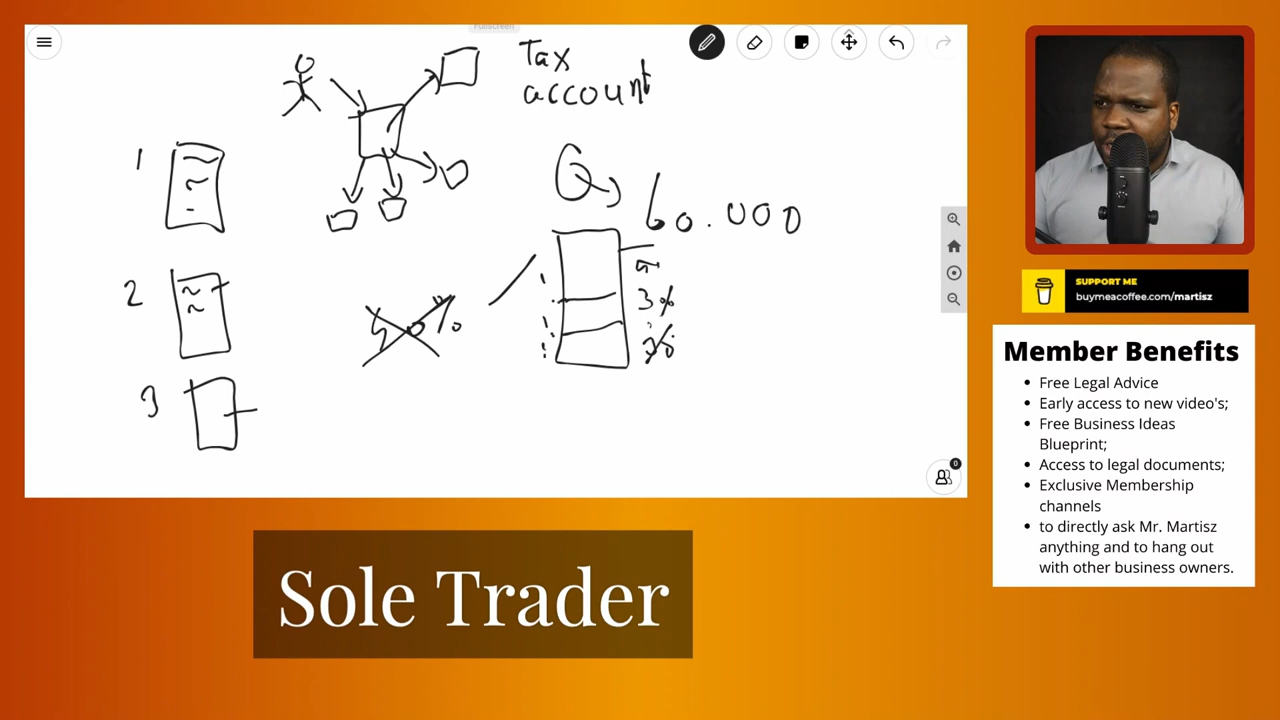 Fullscreen
Tax
account
1
60.000
2
3%
3
0
SUPPORT ME
buymeacoffee.com/martisz
Member Benefits
• Free Legal Advice
• Early access to new video's;
• Free Business Ideas
Blueprint;
• Access to legal documents;
• Exclusive Membership
channels
• to directly ask Mr. Martisz
anything and to hang out
with other business owners.
Sole Trader